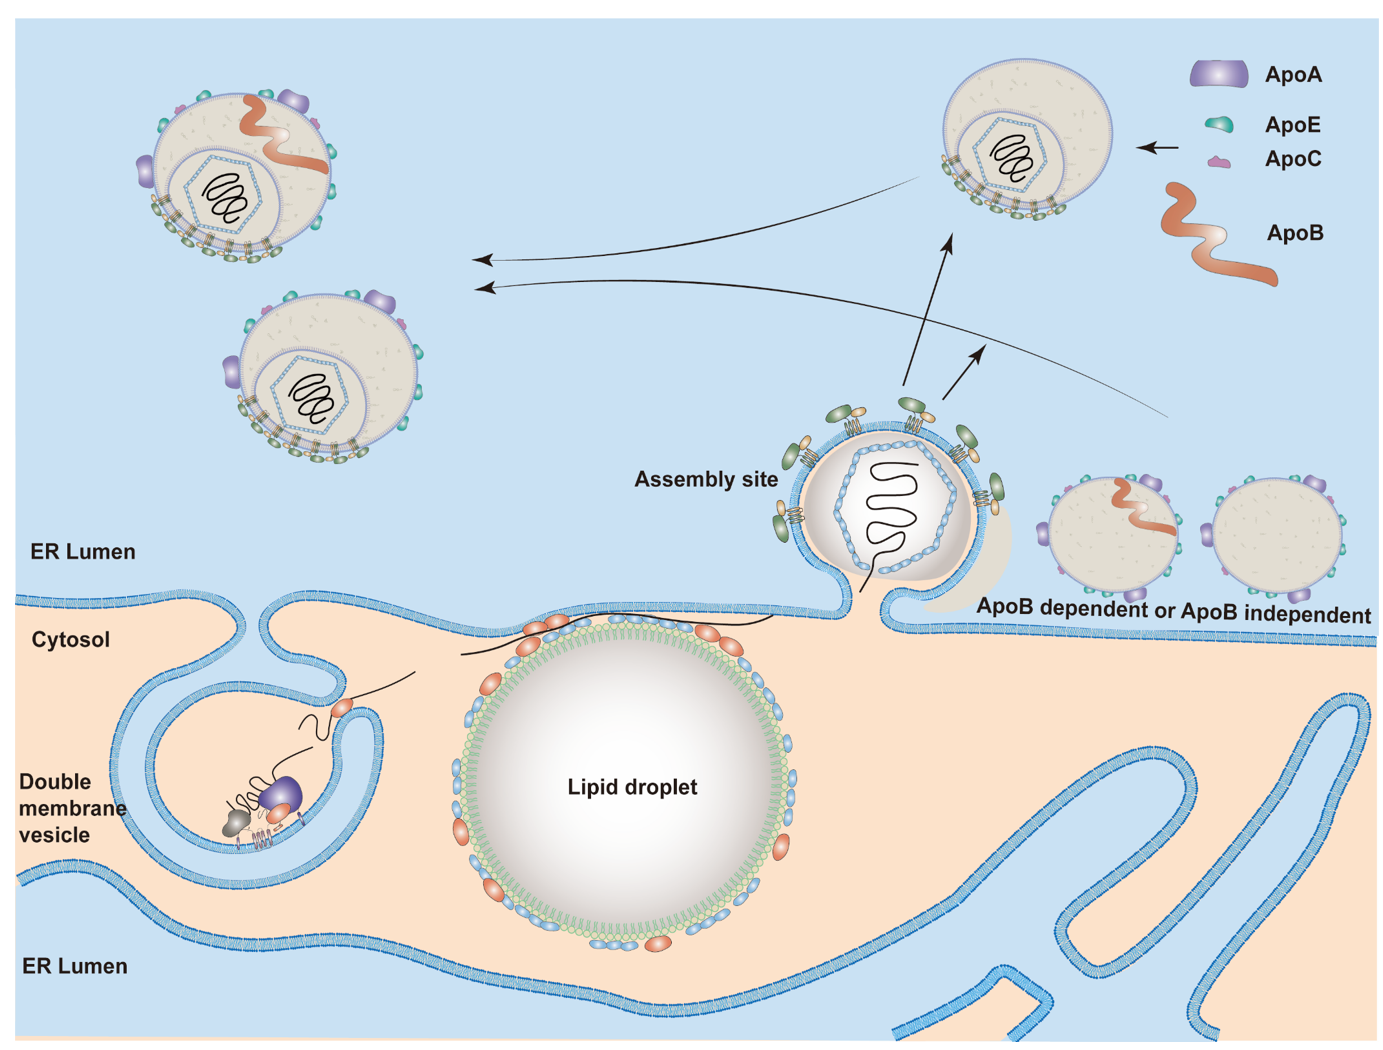 ApoA
ApoE
ApoC
ApoB
Assembly site
ER Lumen
ApoB dependent or ApoB independent
Cytosol
Double
membrane
vesicle
Lipid droplet
ER Lumen